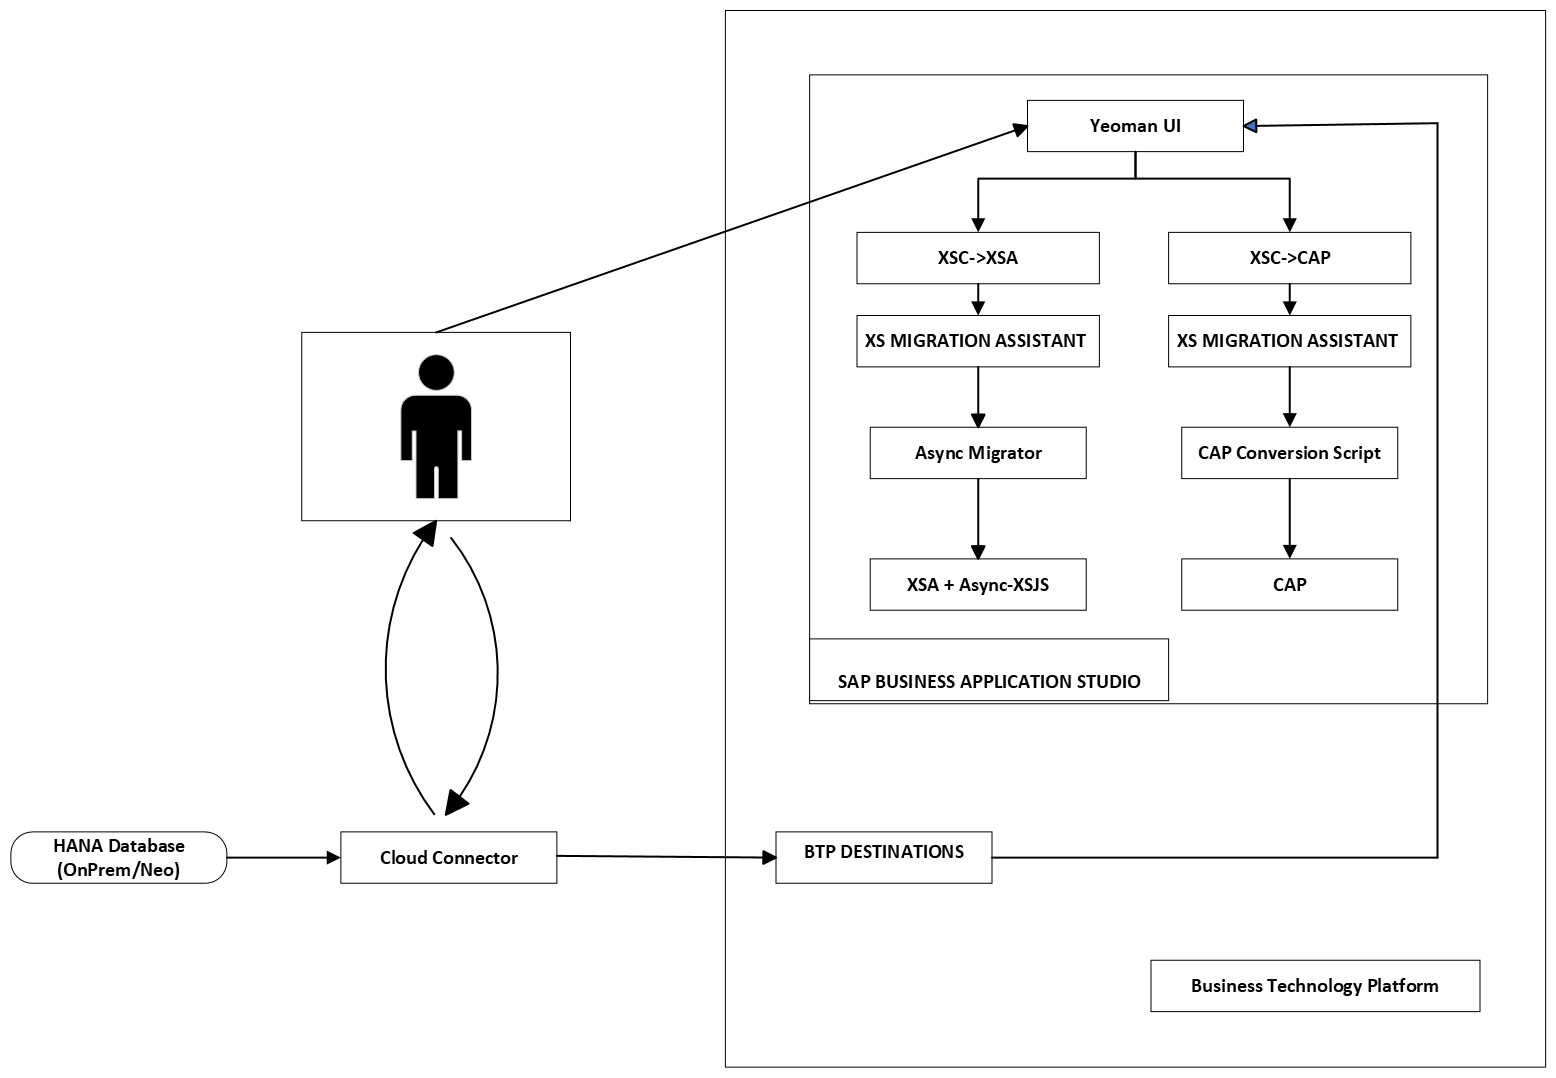 Yeoman UI
XSC->XSA
XSC->CAP
XS MIGRATION ASSISTANT
XS MIGRATION ASSISTANT
Async Migrator
CAP Conversion Script
XSA + Async-XSJS
CAP
SAP BUSINESS APPLICATION STUDIO
HANA Database
(OnPrem/Neo)
Cloud Connector
BTP DESTINATIONS
Business Technology Platform